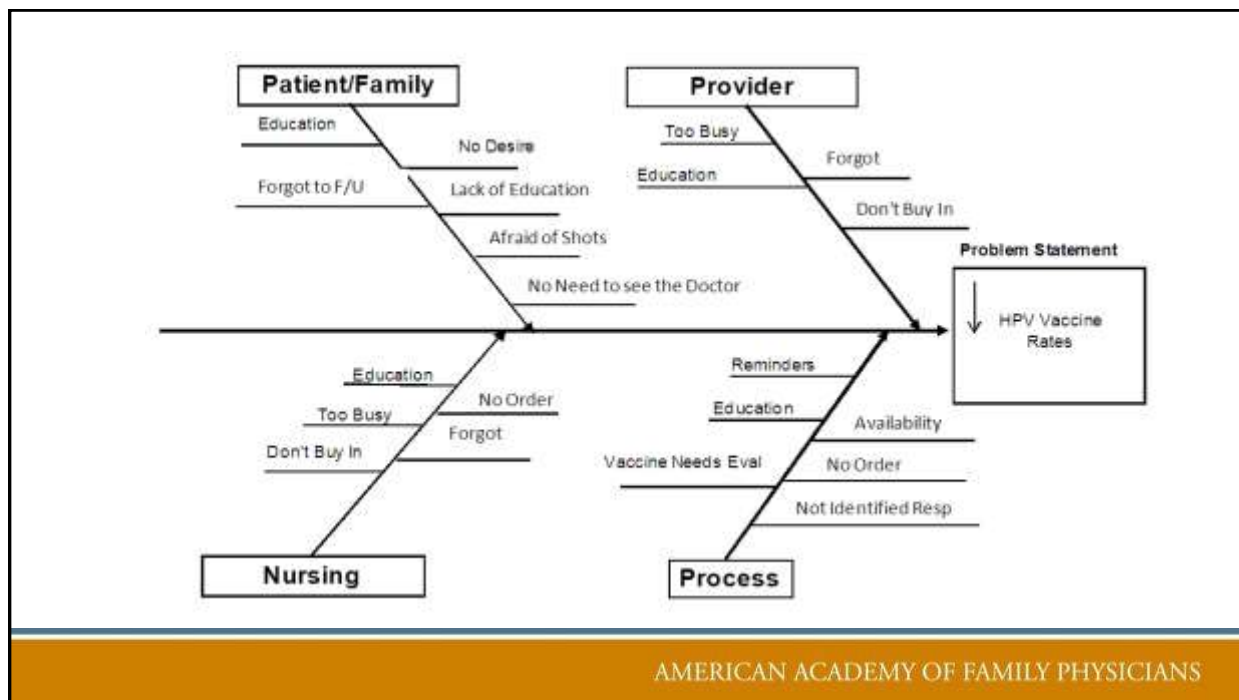 Patient/Family
Provider
Education
No Desire
Forgot to F/U
Lack of Education
Afraid of Shots
No Need to see the Doctor
Too Busy
Forgot
Education
Don't Buy In
Problem Statement
HPV Vaccine
Rates
Education
No Order
Too Busy
Forgot
Don't Buy In
Nursing
Reminders
Education
Availability
Vaccine Needs Eval
No Order
Not Identified Resp
Process
AMERICAN ACADEMY OF FAMILY PHYSICIANS